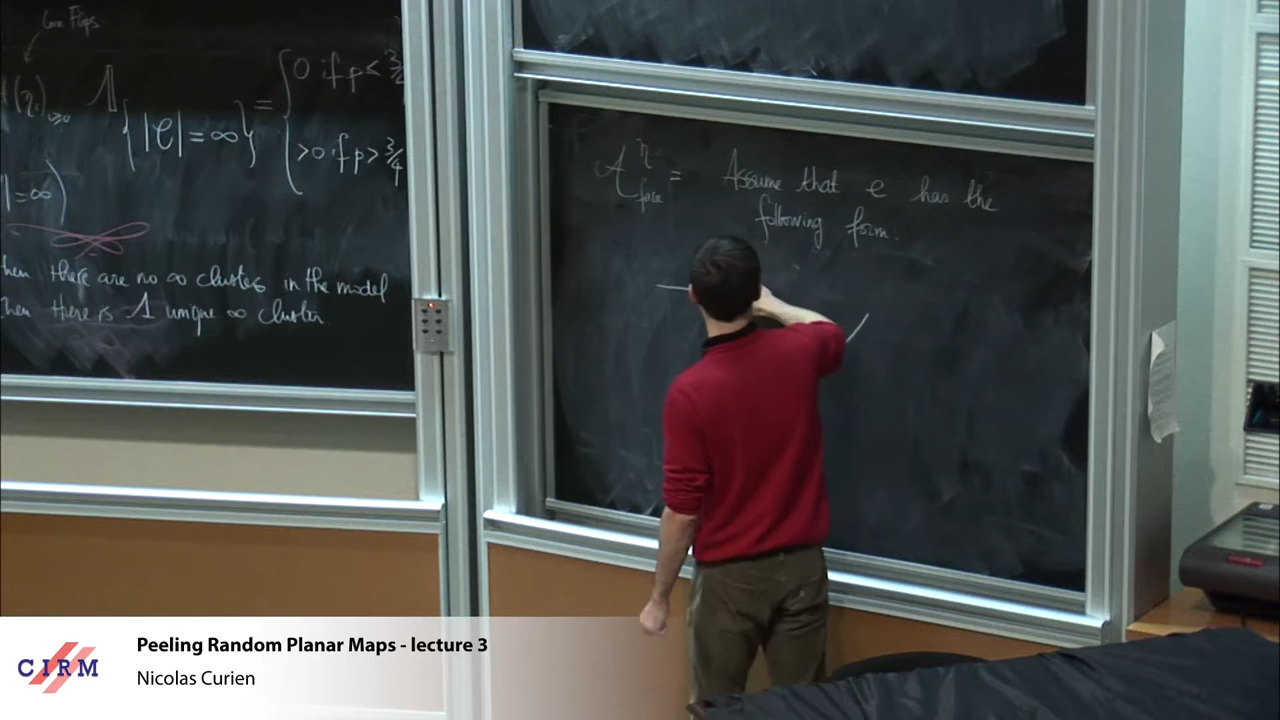 Flips
𝟙{|𝒞|=∞} = {0 if p ≤ 3/4
>0 if p > 3/4
|=∞)
then there are no ∞ clusters in the model
then there is 1 unique ∞ cluster
𝒜^η_face = Assume that e has the
following form.
CIRM
Peeling Random Planar Maps - lecture 3
Nicolas Curien